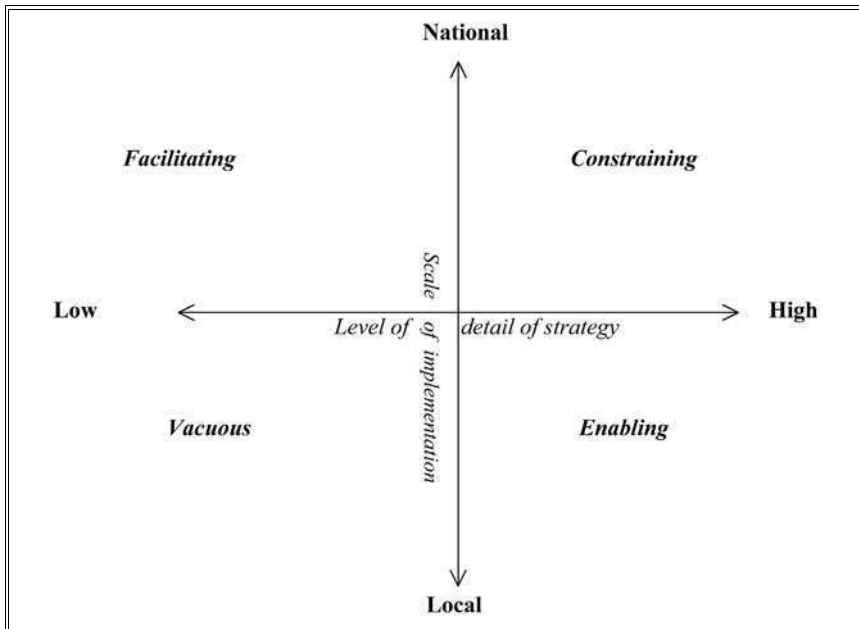 National
Facilitating
Constraining
Scale of implementation
Low
High
Level of detail of strategy
Vacuous
Enabling
Local